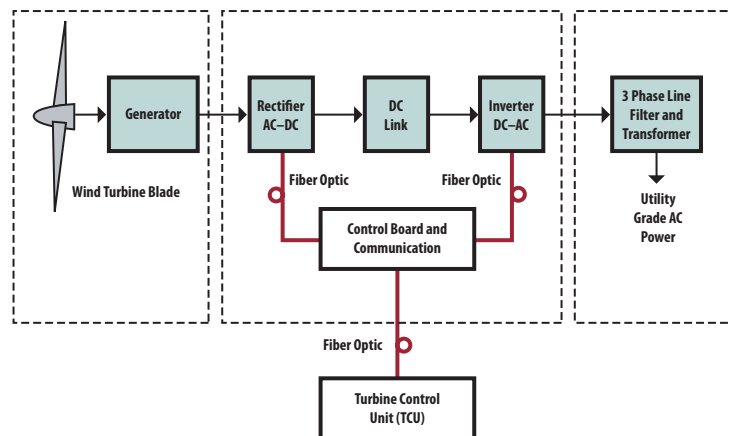 Wind Turbine Blade
Generator
Rectifier
AC–DC
DC
Link
Inverter
DC–AC
3 Phase Line
Filter and
Transformer
Fiber Optic
Fiber Optic
Utility
Grade AC
Power
Control Board and
Communication
Fiber Optic
Turbine Control
Unit (TCU)